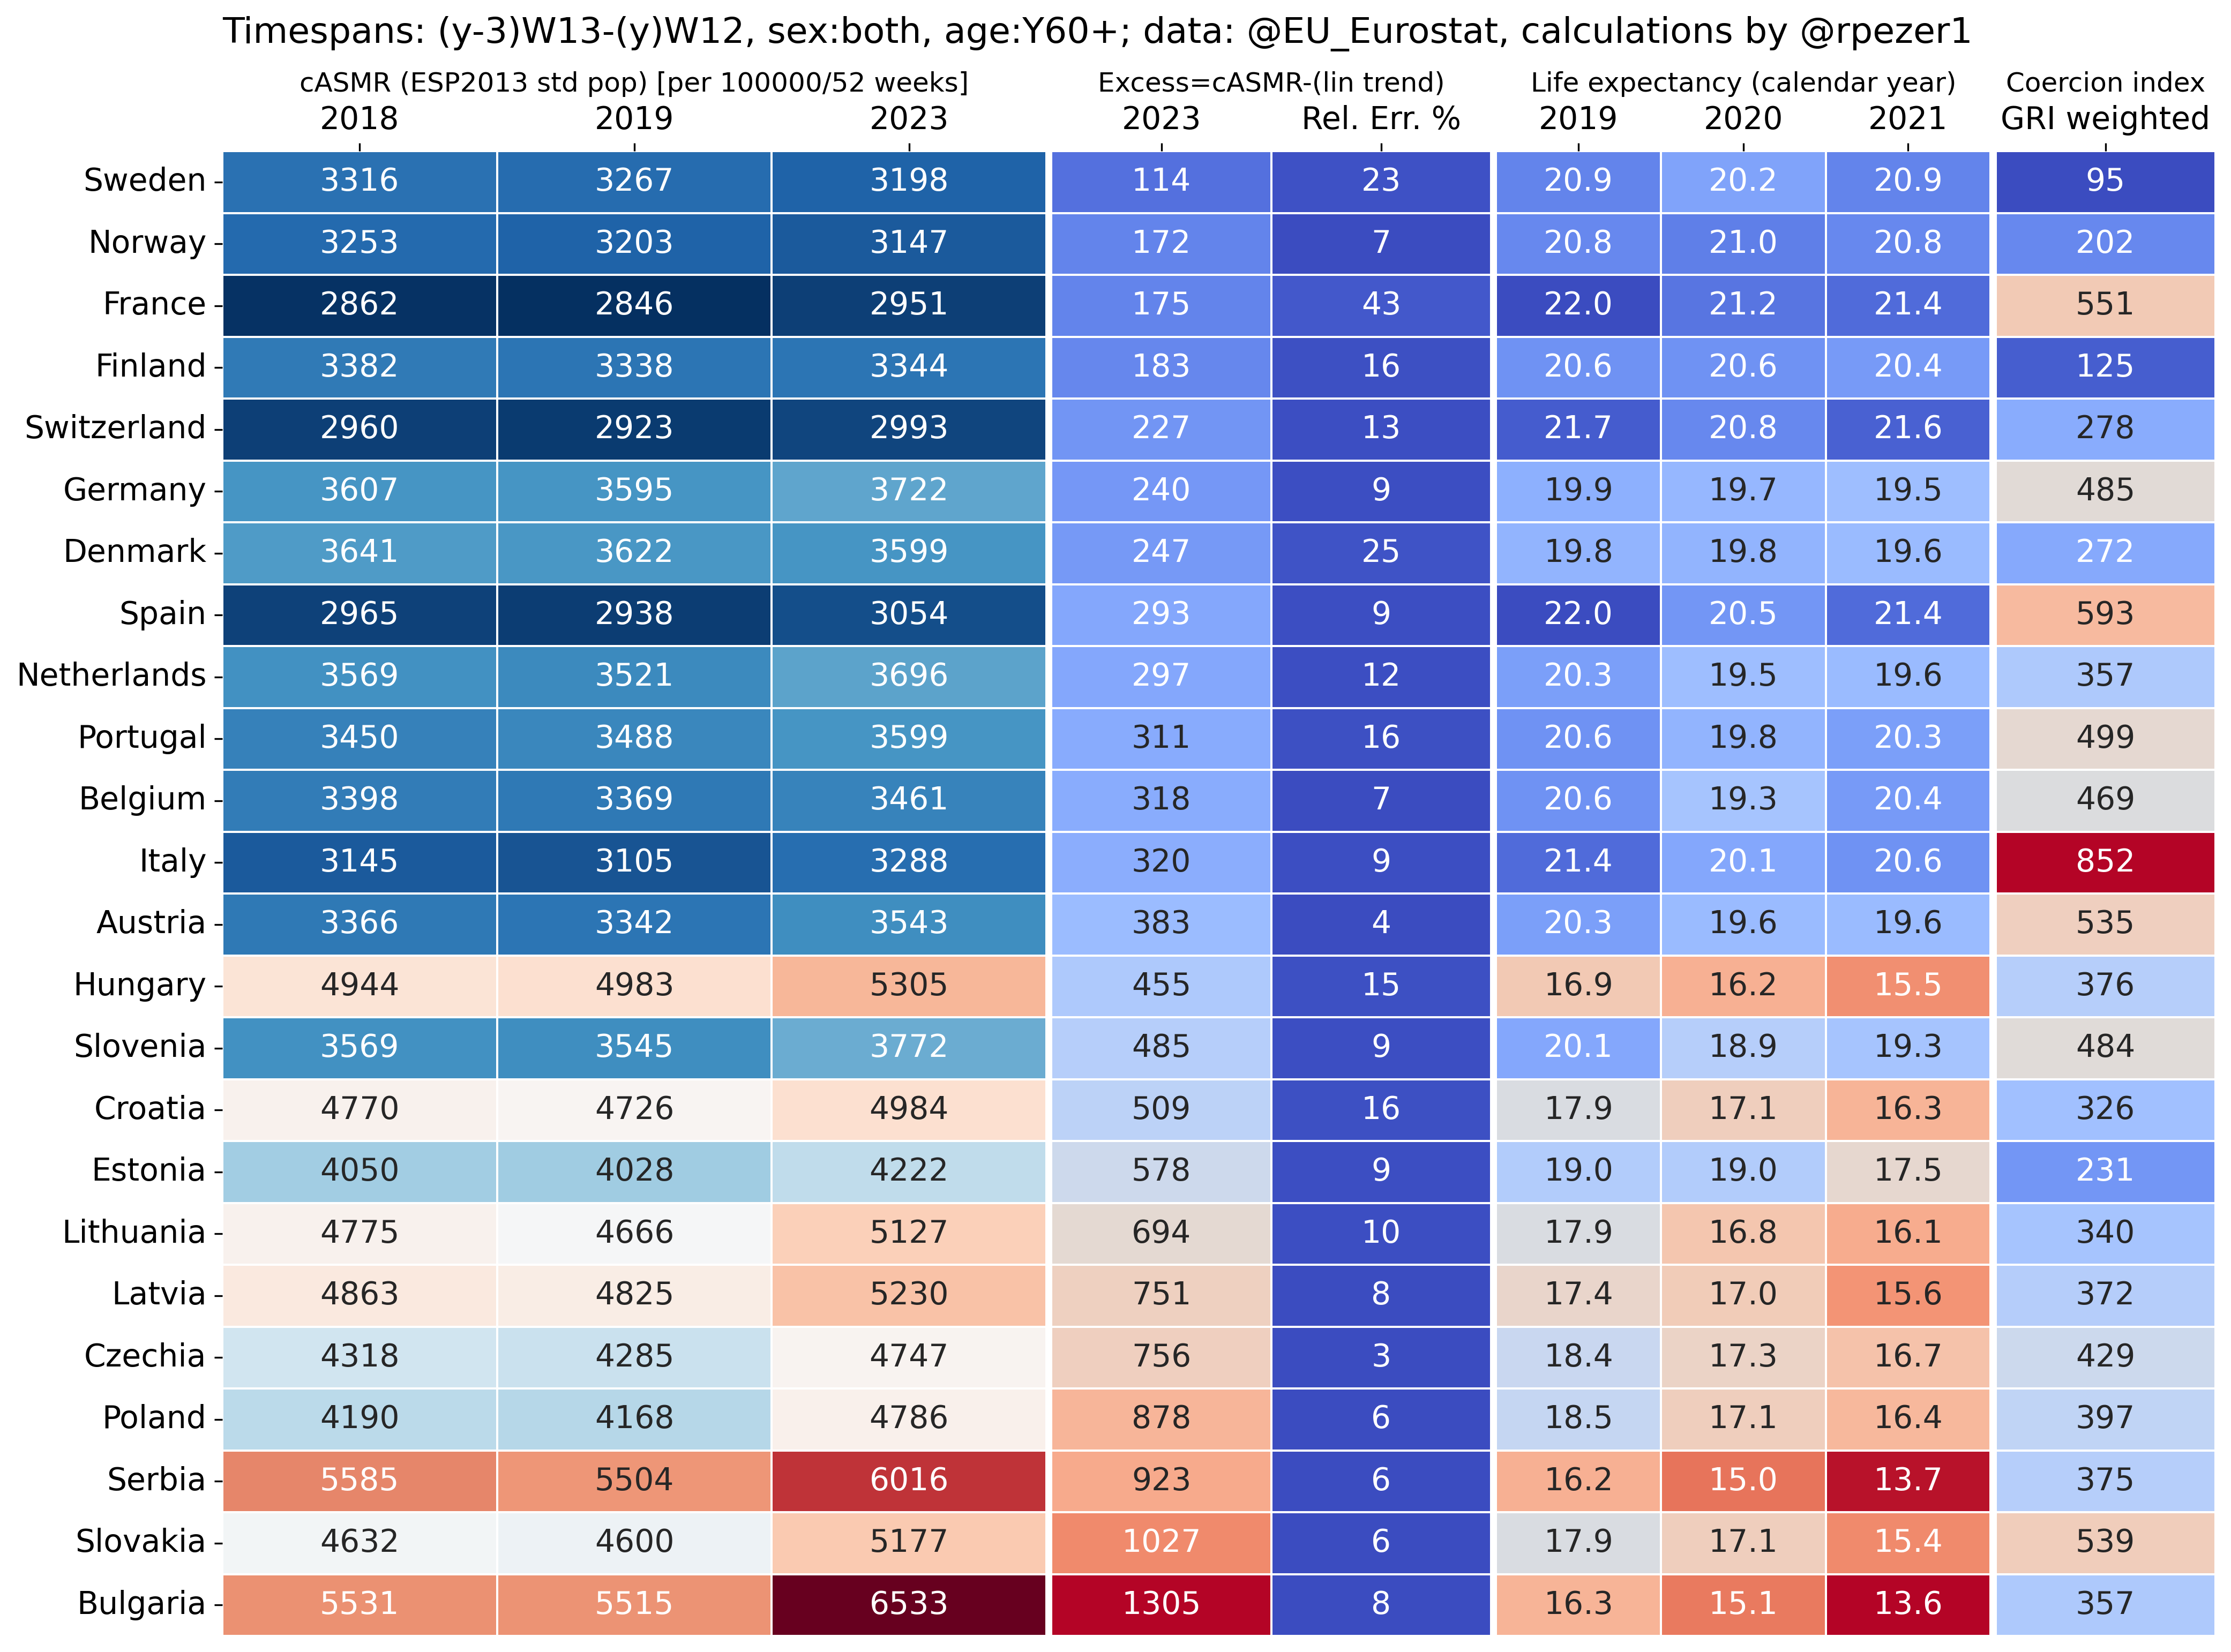 Timespans: (y-3)W13-(y)W12, sex:both, age:Y60+; data: @EU_Eurostat, calculations by @rpezer1
cASMR (ESP2013 std pop) [per 100000/52 weeks] Excess=cASMR-(lin trend) Life expectancy (calendar year) Coercion index
2018 2019 2023 2023 Rel. Err. % 2019 2020 2021 GRI weighted
Sweden 3316 3267 3198 114 23 20.9 20.2 20.9 95
Norway 3253 3203 3147 172 7 20.8 21.0 20.8 202
France 2862 2846 2951 175 43 22.0 21.2 21.4 551
Finland 3382 3338 3344 183 16 20.6 20.6 20.4 125
Switzerland 2960 2923 2993 227 13 21.7 20.8 21.6 278
Germany 3607 3595 3722 240 9 19.9 19.7 19.5 485
Denmark 3641 3622 3599 247 25 19.8 19.8 19.6 272
Spain 2965 2938 3054 293 9 22.0 20.5 21.4 593
Netherlands 3569 3521 3696 297 12 20.3 19.5 19.6 357
Portugal 3450 3488 3599 311 16 20.6 19.8 20.3 499
Belgium 3398 3369 3461 318 7 20.6 19.3 20.4 469
Italy 3145 3105 3288 320 9 21.4 20.1 20.6 852
Austria 3366 3342 3543 383 4 20.3 19.6 19.6 535
Hungary 4944 4983 5305 455 15 16.9 16.2 15.5 376
Slovenia 3569 3545 3772 485 9 20.1 18.9 19.3 484
Croatia 4770 4726 4984 509 16 17.9 17.1 16.3 326
Estonia 4050 4028 4222 578 9 19.0 19.0 17.5 231
Lithuania 4775 4666 5127 694 10 17.9 16.8 16.1 340
Latvia 4863 4825 5230 751 8 17.4 17.0 15.6 372
Czechia 4318 4285 4747 756 3 18.4 17.3 16.7 429
Poland 4190 4168 4786 878 6 18.5 17.1 16.4 397
Serbia 5585 5504 6016 923 6 16.2 15.0 13.7 375
Slovakia 4632 4600 5177 1027 6 17.9 17.1 15.4 539
Bulgaria 5531 5515 6533 1305 8 16.3 15.1 13.6 357